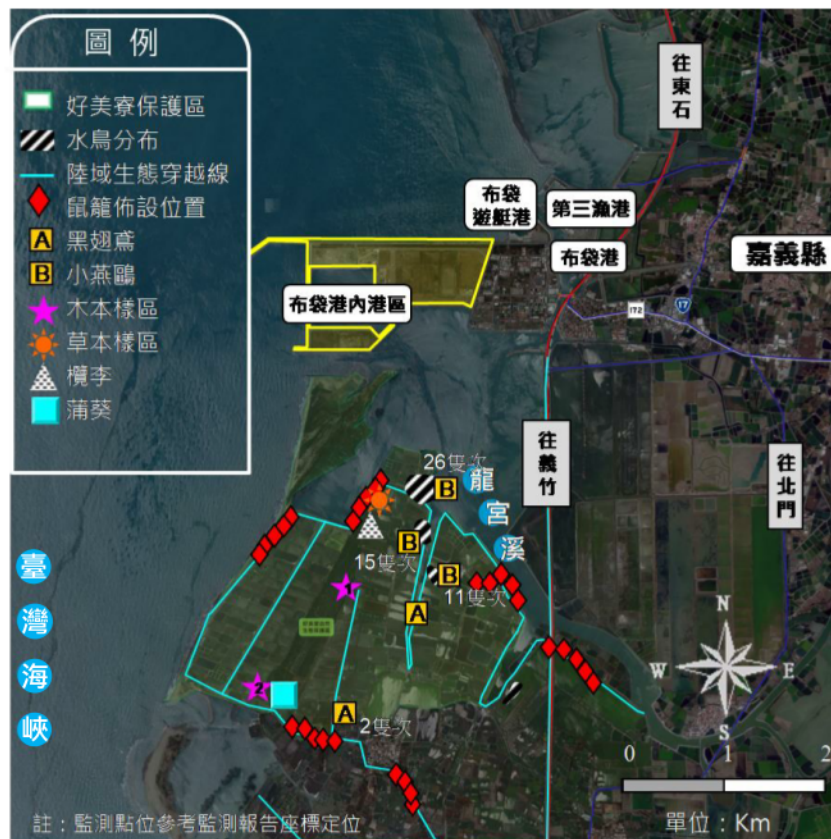 圖 例
好美寮保護區
水鳥分布
陸域生態穿越線
鼠籠佈設位置
A 黑翅鳶
B 小燕鷗
木本樣區
草本樣區
欖李
蒲葵
往東石
布袋
遊艇港
第三漁港
布袋港
嘉義縣
17
172
布袋港內港區
往義竹
往北門
26隻次
B
龍宮溪
B
15隻次
B
11隻次
1
A
2
A
2隻次
臺灣海峽
N
W E
S
0 1 2
單位：Km
註：監測點位參考監測報告座標定位